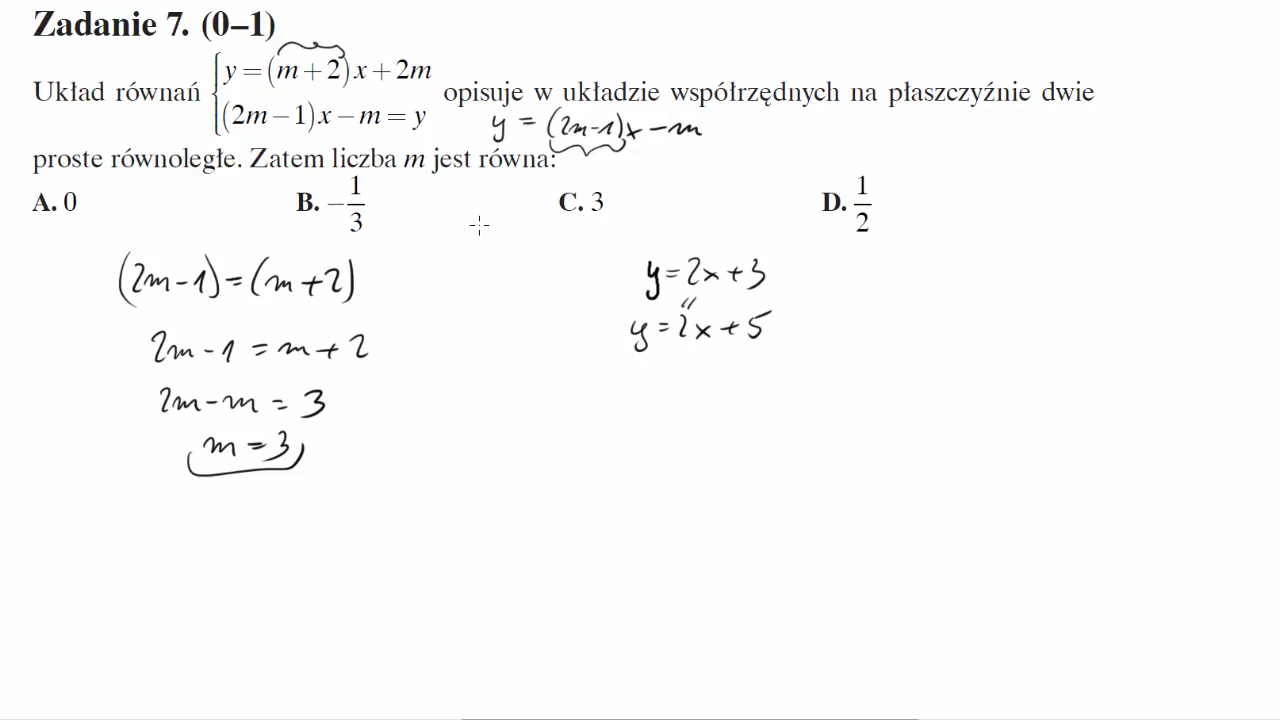 Zadanie 7. (0–1)
y = (m + 2)x + 2m
Układ równań opisuje w układzie współrzędnych na płaszczyźnie dwie
(2m − 1)x − m = y
y = (2m-1)x - m
proste równoległe. Zatem liczba m jest równa:
A. 0 B. −1/3 C. 3 D. 1/2
(2m-1) = (m+2)
2m - 1 = m + 2
2m - m = 3
m = 3
y = 2x + 3
y = 2x + 5